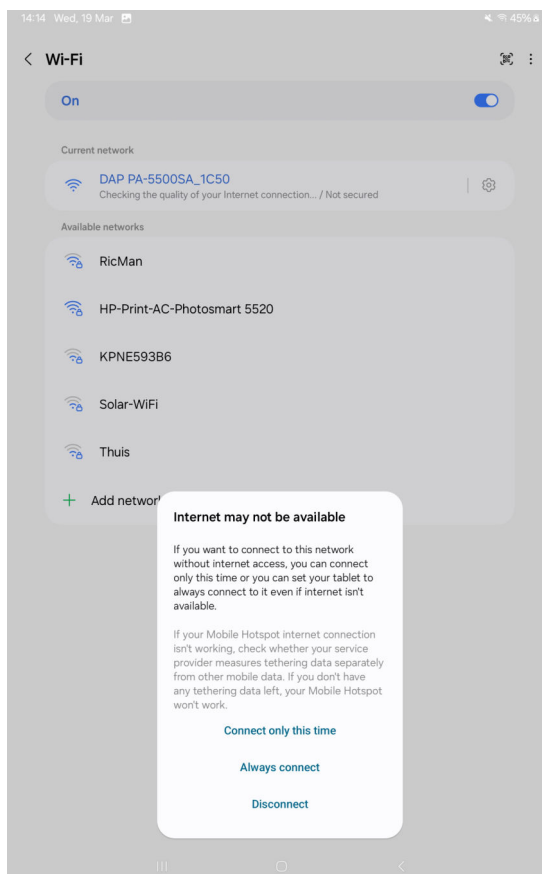 14:14 Wed, 19 Mar
45%
Wi-Fi
On
Current network
DAP PA-5500SA_1C50
Checking the quality of your Internet connection... / Not secured
Available networks
RicMan
HP-Print-AC-Photosmart 5520
KPNE593B6
Solar-WiFi
Thuis
Add network
Internet may not be available
If you want to connect to this network
without internet access, you can connect
only this time or you can set your tablet to
always connect to it even if internet isn't
available.
If your Mobile Hotspot internet connection
isn't working, check whether your service
provider measures tethering data separately
from other mobile data. If you don't have
any tethering data left, your Mobile Hotspot
won't work.
Connect only this time
Always connect
Disconnect